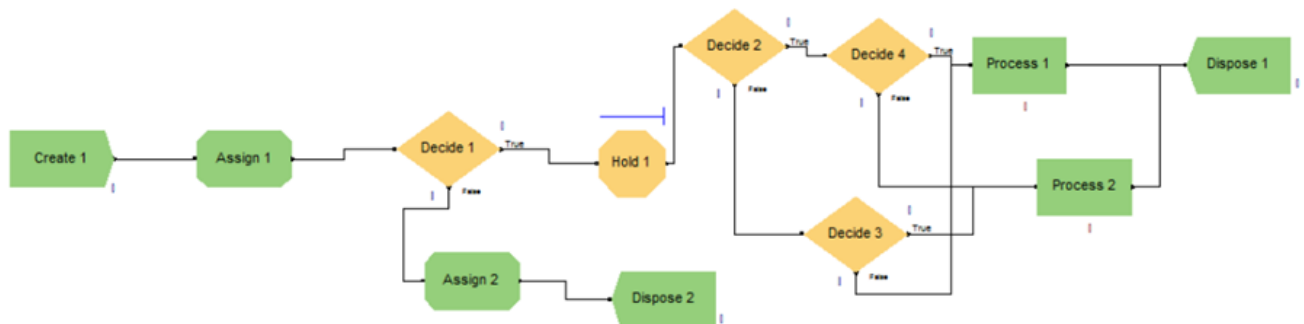 Decide 2
True
Decide 4
True
Process 1
Dispose 1
False
False
Create 1
Assign 1
Decide 1
True
Hold 1
False
Process 2
Decide 3
True
False
Assign 2
Dispose 2